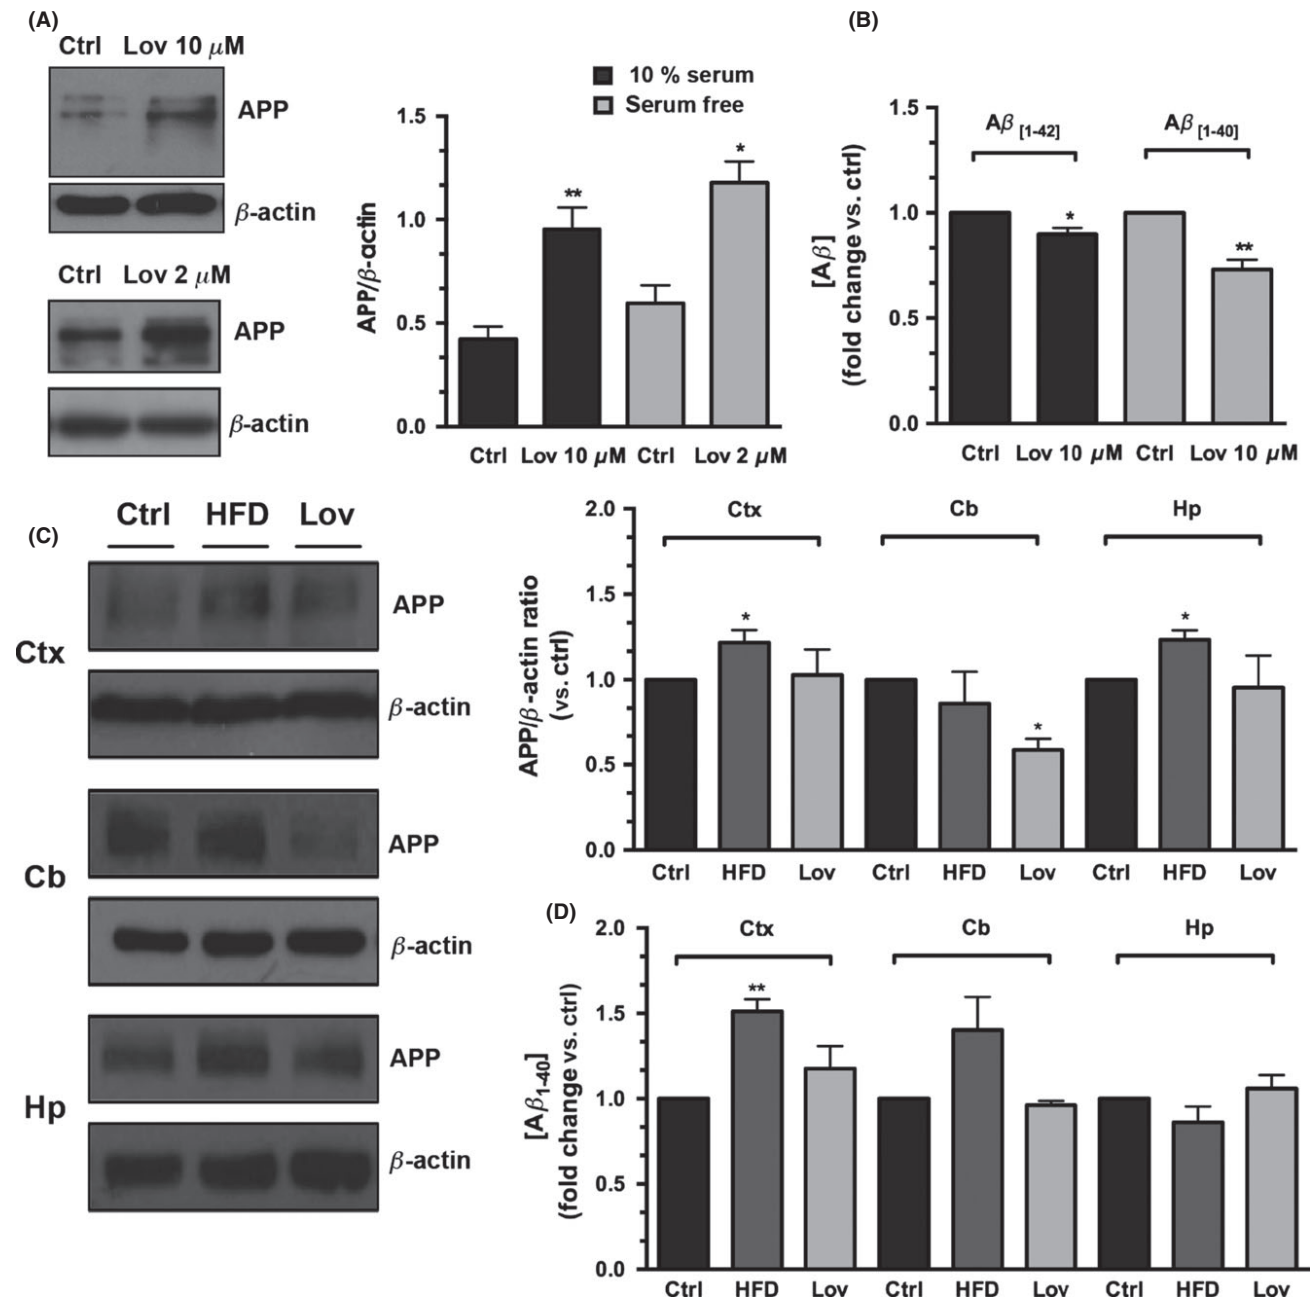 (A)
Ctrl Lov 10 μM
APP
β-actin
Ctrl Lov 2 μM
APP
β-actin
10 % serum
Serum free
APP/β-actin
1.5
1.0
0.5
0.0
**
*
Ctrl Lov 10 μM Ctrl Lov 2 μM
(B)
[Aβ]
(fold change vs. ctrl)
1.5
1.0
0.5
0.0
Aβ [1-42] Aβ [1-40]
*
**
Ctrl Lov 10 μM Ctrl Lov 10 μM
(C)
Ctrl HFD Lov
Ctx
APP
β-actin
Cb
APP
β-actin
Hp
APP
β-actin
APP/β-actin ratio
(vs. ctrl)
2.0
1.5
1.0
0.5
0.0
Ctx Cb Hp
*
*
*
Ctrl HFD Lov Ctrl HFD Lov Ctrl HFD Lov
(D)
[Aβ1-40]
(fold change vs. ctrl)
2.0
1.5
1.0
0.5
0.0
Ctx Cb Hp
**
Ctrl HFD Lov Ctrl HFD Lov Ctrl HFD Lov